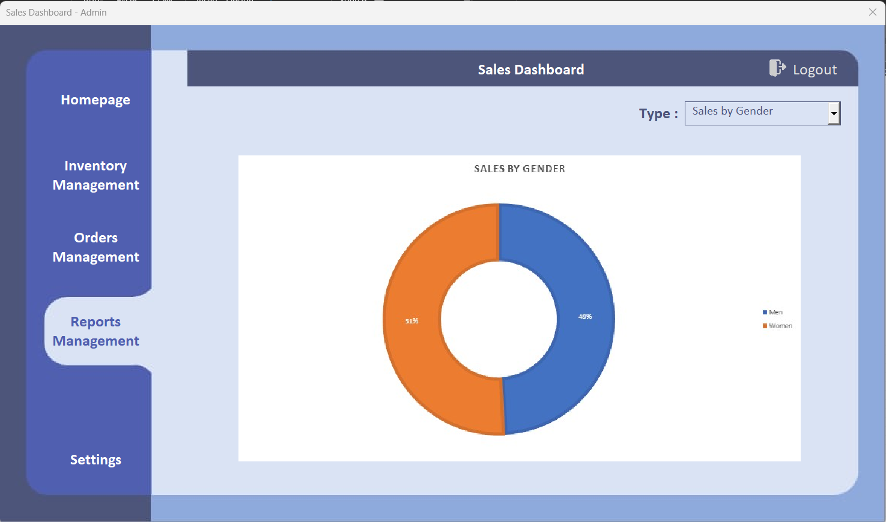 Sales Dashboard - Admin
Sales Dashboard
Logout
Homepage
Type :
Sales by Gender
Inventory
Management
SALES BY GENDER
Orders
Management
Men
Women
51%
49%
Reports
Management
Settings